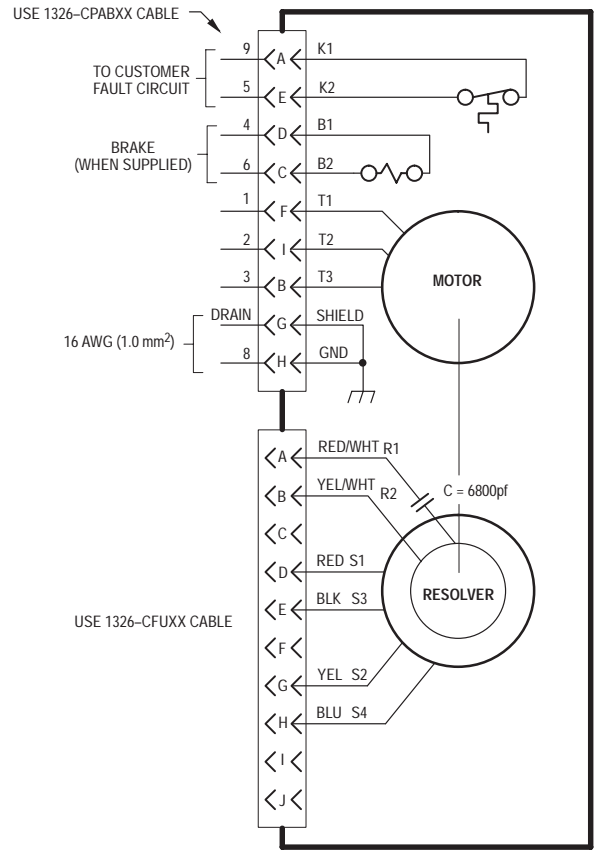 USE 1326–CPABXX CABLE
9 A K1
TO CUSTOMER
FAULT CIRCUIT
5 E K2
4 D B1
BRAKE
(WHEN SUPPLIED)
6 C B2
1 F T1
2 I T2
3 B T3
MOTOR
DRAIN G SHIELD
16 AWG (1.0 mm²)
8 H GND
A RED/WHT R1
B YEL/WHT R2
C = 6800pf
C
D RED S1
RESOLVER
E BLK S3
USE 1326–CFUXX CABLE
F
G YEL S2
H BLU S4
I
J